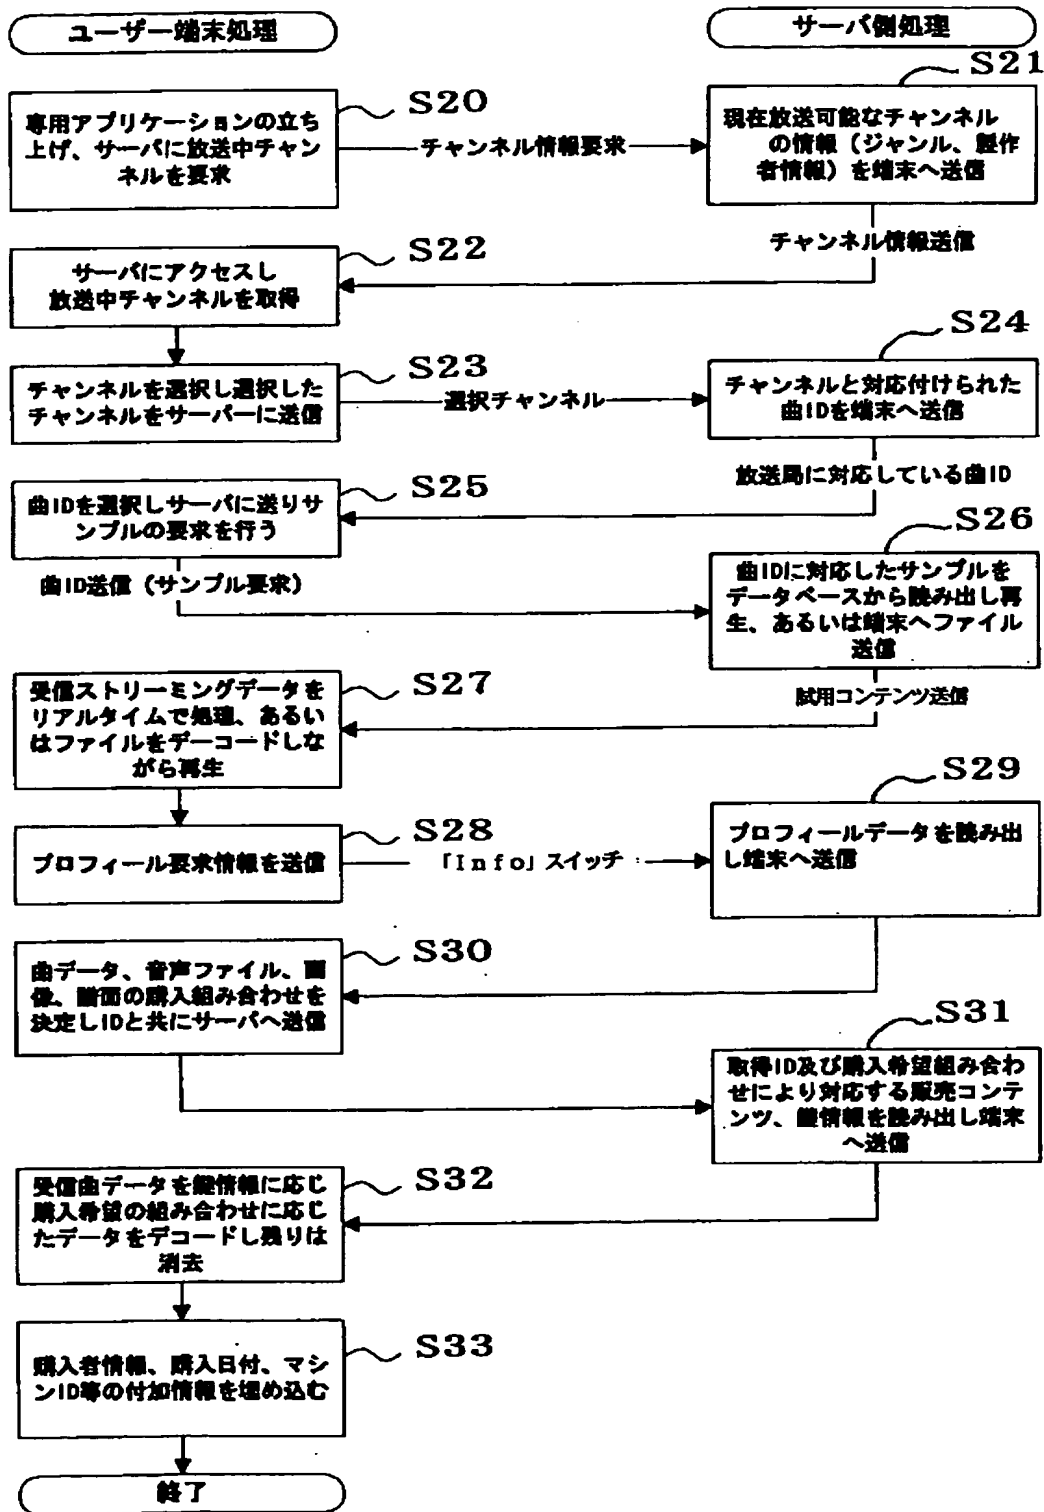 ユーザー端末処理
サーバ側処理
S20
S21
専用アプリケーションの立ち
上げ、サーバに放送中チャン
ネルを要求
チャンネル情報要求
現在放送可能なチャンネル
の情報（ジャンル、製作
者情報）を端末へ送信
チャンネル情報送信
S22
サーバにアクセスし
放送中チャンネルを取得
S23
S24
チャンネルを選択し選択した
チャンネルをサーバーに送信
選択チャンネル
チャンネルと対応付けられた
曲IDを端末へ送信
放送局に対応している曲ID
S25
曲IDを選択しサーバに送りサ
ンプルの要求を行う
曲ID送信（サンプル要求）
S26
曲IDに対応したサンプルを
データベースから読み出し再
生、あるいは端末へファイル
送信
試用コンテンツ送信
S27
受信ストリーミングデータを
リアルタイムで処理、あるい
はファイルをデーコードしな
がら再生
S28
プロフィール要求情報を送信
「Info」スイッチ
S29
プロフィールデータを読み出
し端末へ送信
S30
曲データ、音声ファイル、画
像、譜面の購入組み合わせを
決定しIDと共にサーバへ送信
S31
取得ID及び購入希望組み合わ
せにより対応する販売コンテ
ンツ、鍵情報を読み出し端末
へ送信
S32
受信曲データを鍵情報に応じ
購入希望の組み合わせに応じ
たデータをデコードし残りは
消去
S33
購入者情報、購入日付、マシ
ンID等の付加情報を埋め込む
終了